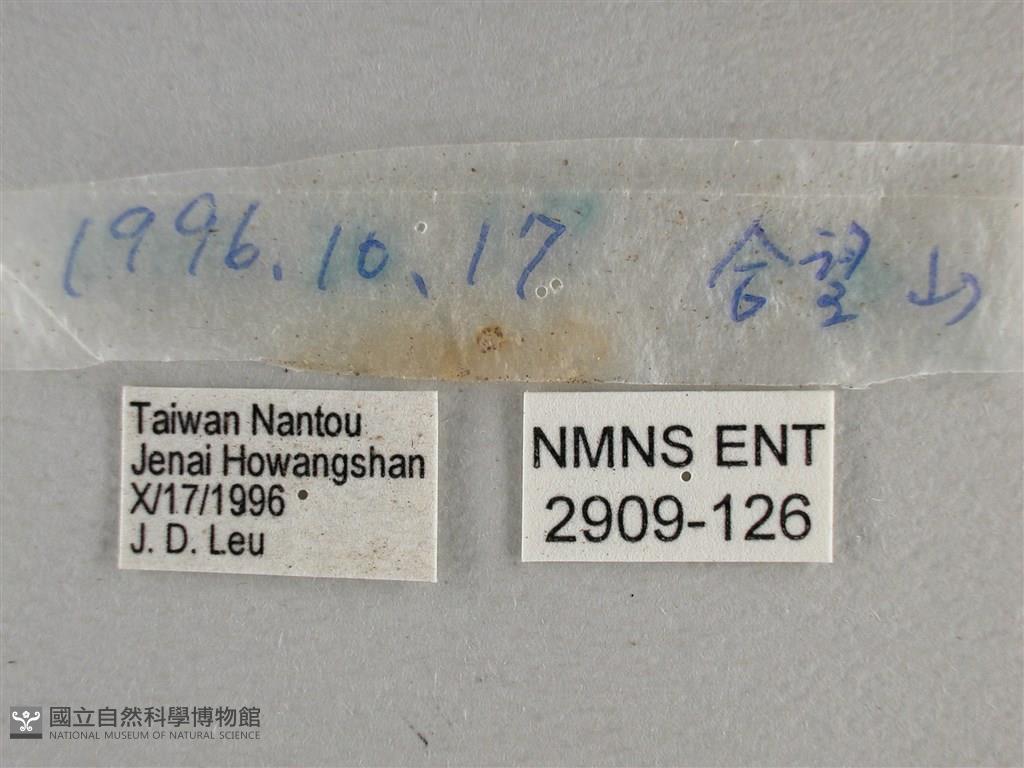 1996.10.17 合望山
Taiwan Nantou
Jenai Howangshan
X/17/1996
J. D. Leu
NMNS ENT
2909-126
國立自然科學博物館
NATIONAL MUSEUM OF NATURAL SCIENCE